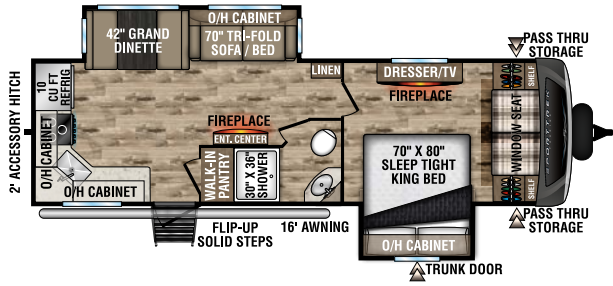 42" GRAND
DINETTE
O/H CABINET
70" TRI-FOLD
SOFA / BED
LINEN
DRESSER/TV
FIREPLACE
PASS THRU
STORAGE
SHELF
2' ACCESSORY HITCH
10
CU FT
REFRIG
O/H CABINET
O/H CABINET
FIREPLACE
ENT. CENTER
WALK-IN
PANTRY
30" X 36"
SHOWER
70" X 80"
SLEEP TIGHT
KING BED
WINDOW SEAT
SPORTTREK
SHELF
O/H CABINET
FLIP-UP
SOLID STEPS
16' AWNING
PASS THRU
STORAGE
TRUNK DOOR